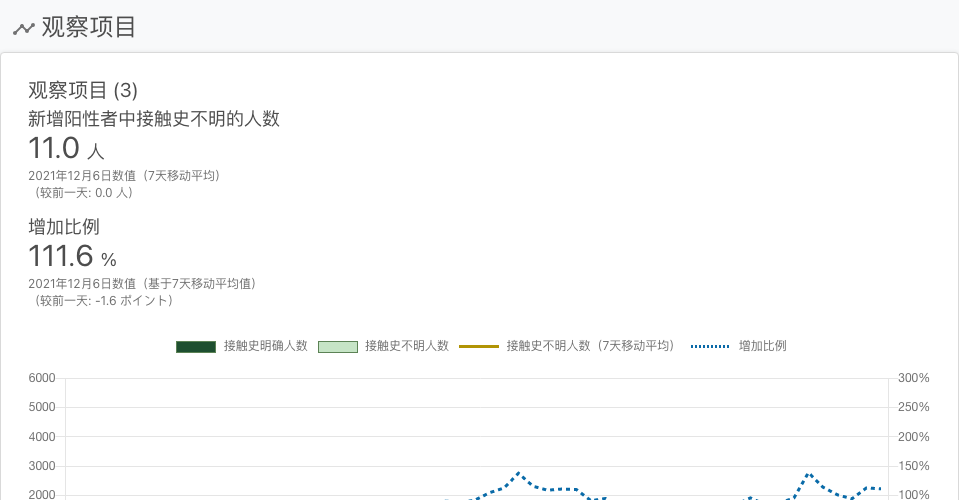 观察项目
观察项目 (3)
新增阳性者中接触史不明的人数
11.0 人
2021年12月6日数值（7天移动平均）
（较前一天: 0.0 人）
增加比例
111.6 %
2021年12月6日数值（基于7天移动平均值）
（较前一天: -1.6 ポイント）
接触史明确人数 接触史不明人数 接触史不明人数（7天移动平均） 增加比例
6000 300%
5000 250%
4000 200%
3000 150%
2000 100%